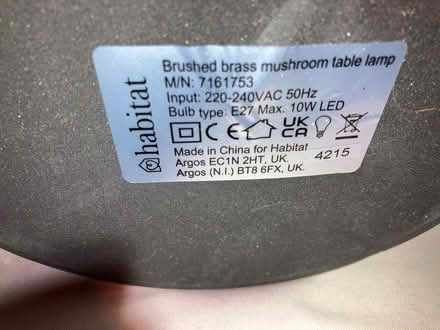 habitat
Brushed brass mushroom table lamp
M/N: 7161753
Input: 220-240VAC 50Hz
Bulb type: E27 Max. 10W LED
CE UK CA
Made in China for Habitat
Argos EC1N 2HT, UK.
Argos (N.I.) BT8 6FX, UK.
4215